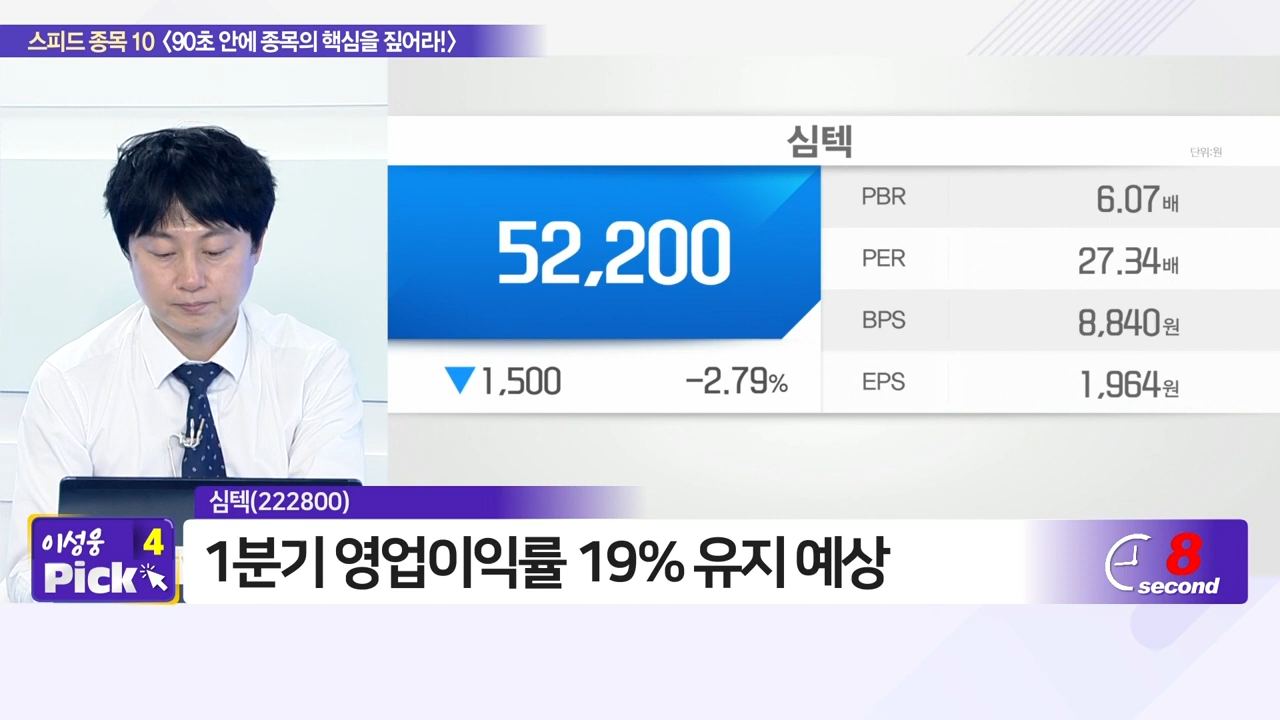 스피드 종목 10 〈90초 안에 종목의 핵심을 짚어라!〉
심텍
단위:원
52,200
▼1,500 -2.79%
PBR 6.07배
PER 27.34배
BPS 8,840원
EPS 1,964원
심텍(222800)
이성웅 4
Pick
1분기 영업이익률 19% 유지 예상
8
second